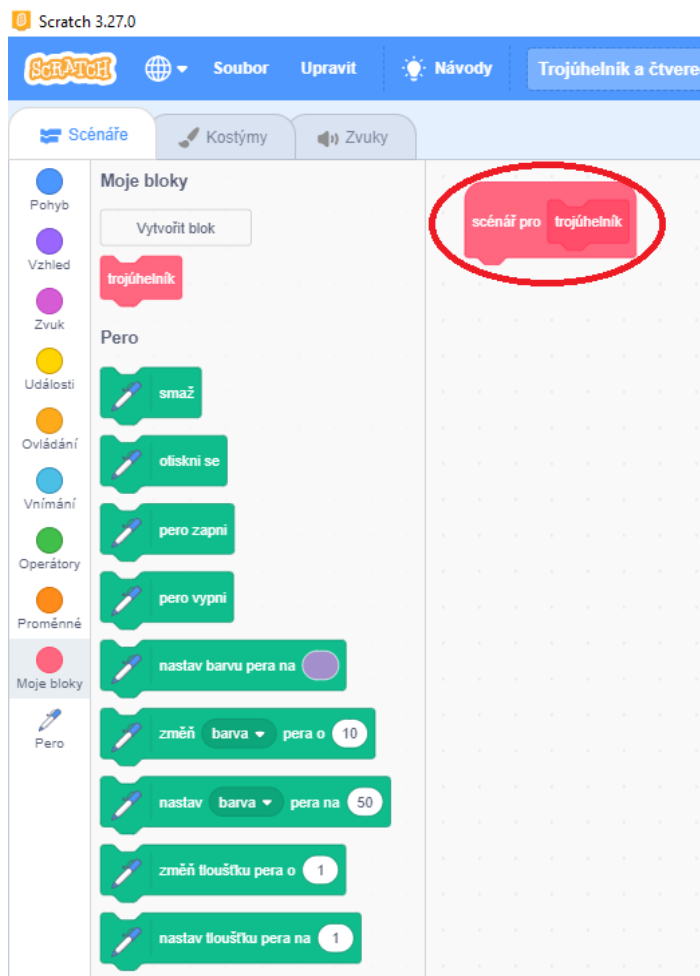 Scratch 3.27.0
SCRATCH Soubor Upravit Návody Trojúhelník a čtvere
Scénáře Kostýmy Zvuky
Pohyb
Vzhled
Zvuk
Události
Ovládání
Vnímání
Operátory
Proměnné
Moje bloky
Pero
Moje bloky
Vytvořit blok
trojúhelník
Pero
smaž
otiskni se
pero zapni
pero vypni
nastav barvu pera na
změň barva pera o 10
nastav barva pera na 50
změň tloušťku pera o 1
nastav tloušťku pera na 1
scénář pro trojúhelník